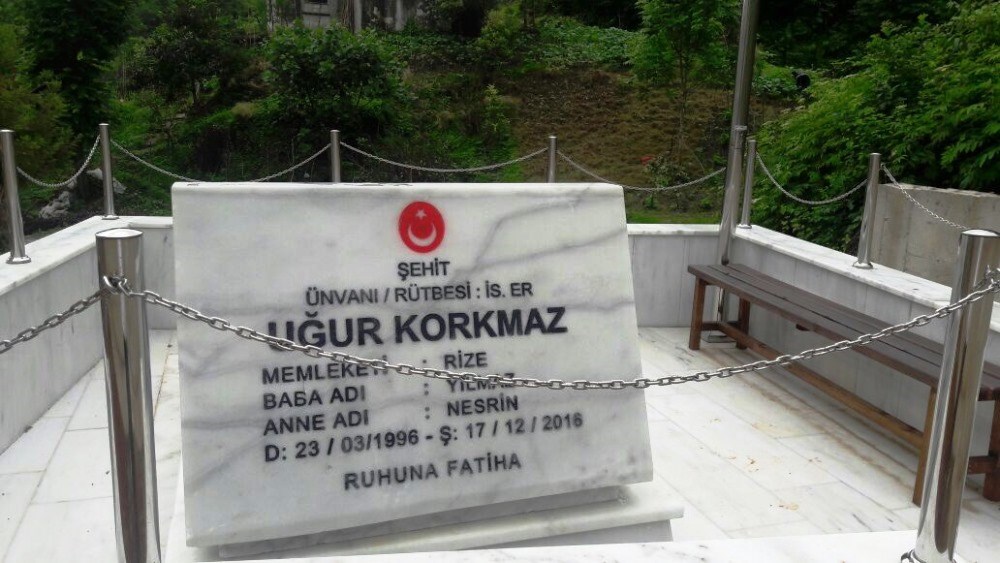 ŞEHİT
ÜNVANI / RÜTBESİ : İS. ER
UĞUR KORKMAZ
MEMLEKETİ : RİZE
BABA ADI : YILMAZ
ANNE ADI : NESRİN
D: 23 / 03/1996 - Ş: 17 / 12 / 2016
RUHUNA FATİHA